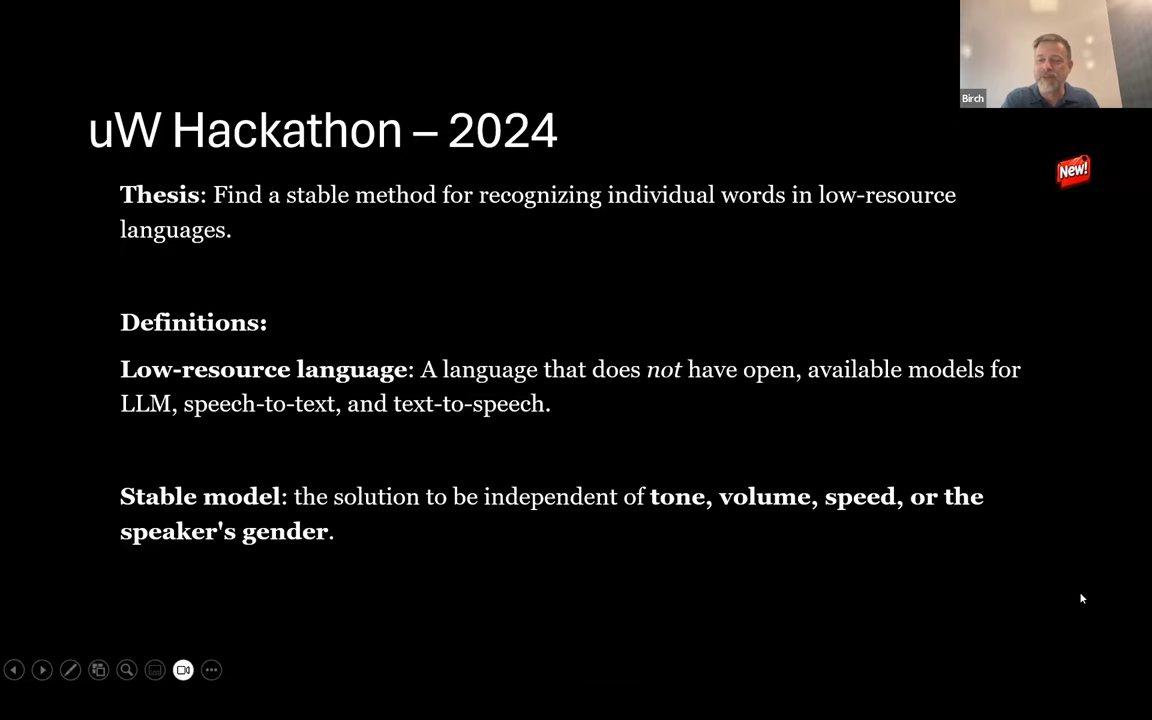 Birch
uW Hackathon – 2024
New!
Thesis: Find a stable method for recognizing individual words in low-resource
languages.
Definitions:
Low-resource language: A language that does not have open, available models for
LLM, speech-to-text, and text-to-speech.
Stable model: the solution to be independent of tone, volume, speed, or the
speaker's gender.